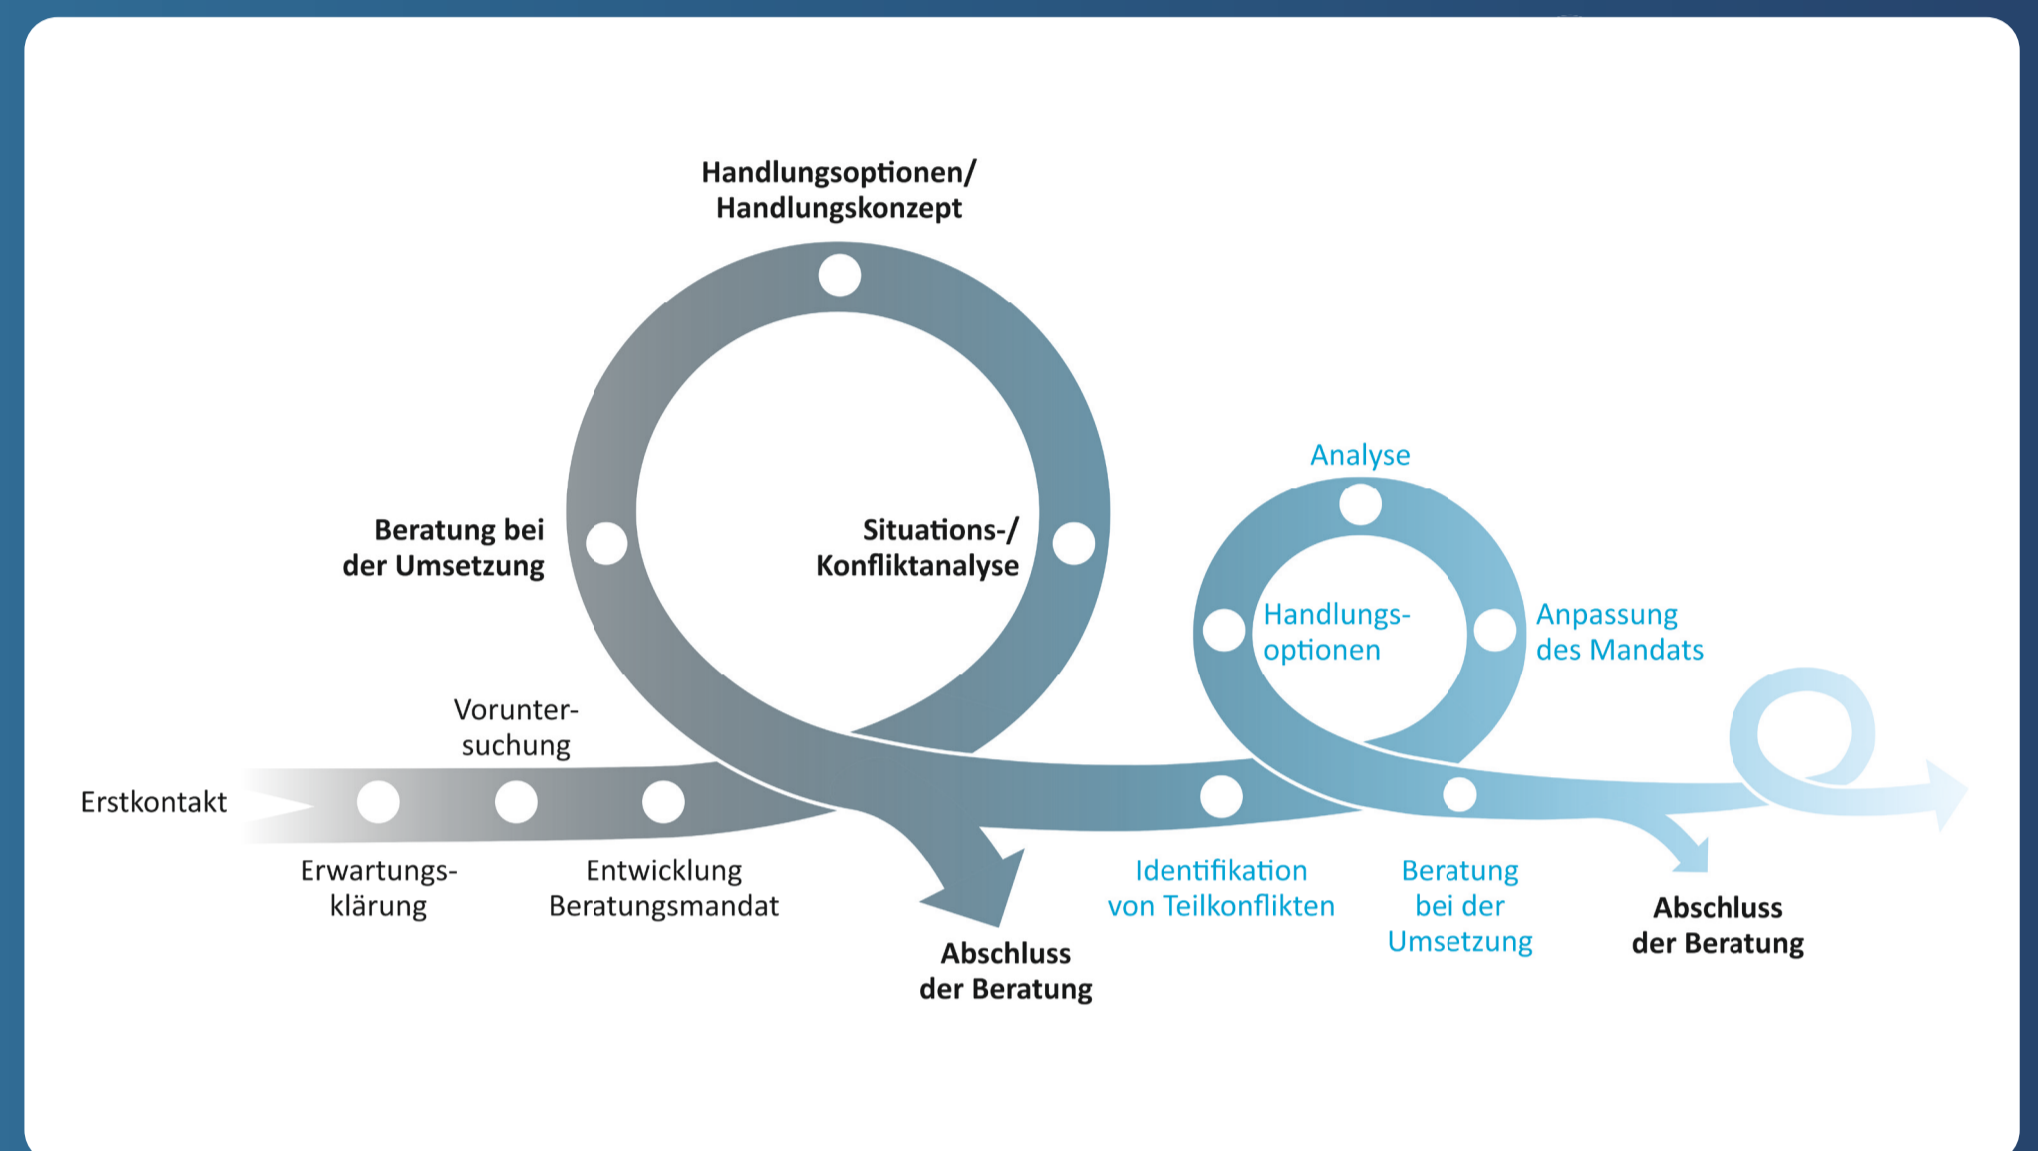 Handlungsoptionen/
Handlungskonzept
Beratung bei
der Umsetzung
Situations-/
Konfliktanalyse
Analyse
Handlungs-
optionen
Anpassung
des Mandats
Vorunter-
suchung
Erstkontakt
Erwartungs-
klärung
Entwicklung
Beratungsmandat
Abschluss
der Beratung
Identifikation
von Teilkonflikten
Beratung
bei der
Umsetzung
Abschluss
der Beratung